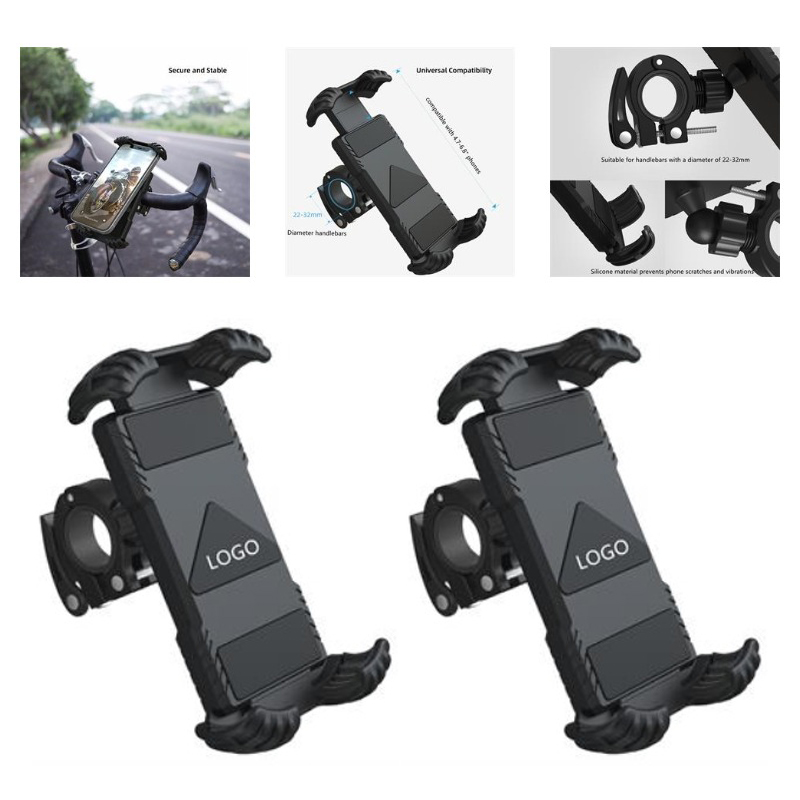 Secure and Stable
Universal Compatibility
compatible with 4.7-6.8" phones
22-32mm
Diameter handlebars
Suitable for handlebars with a diameter of 22-32mm
Silicone material prevents phone scratches and vibrations
LOGO
LOGO